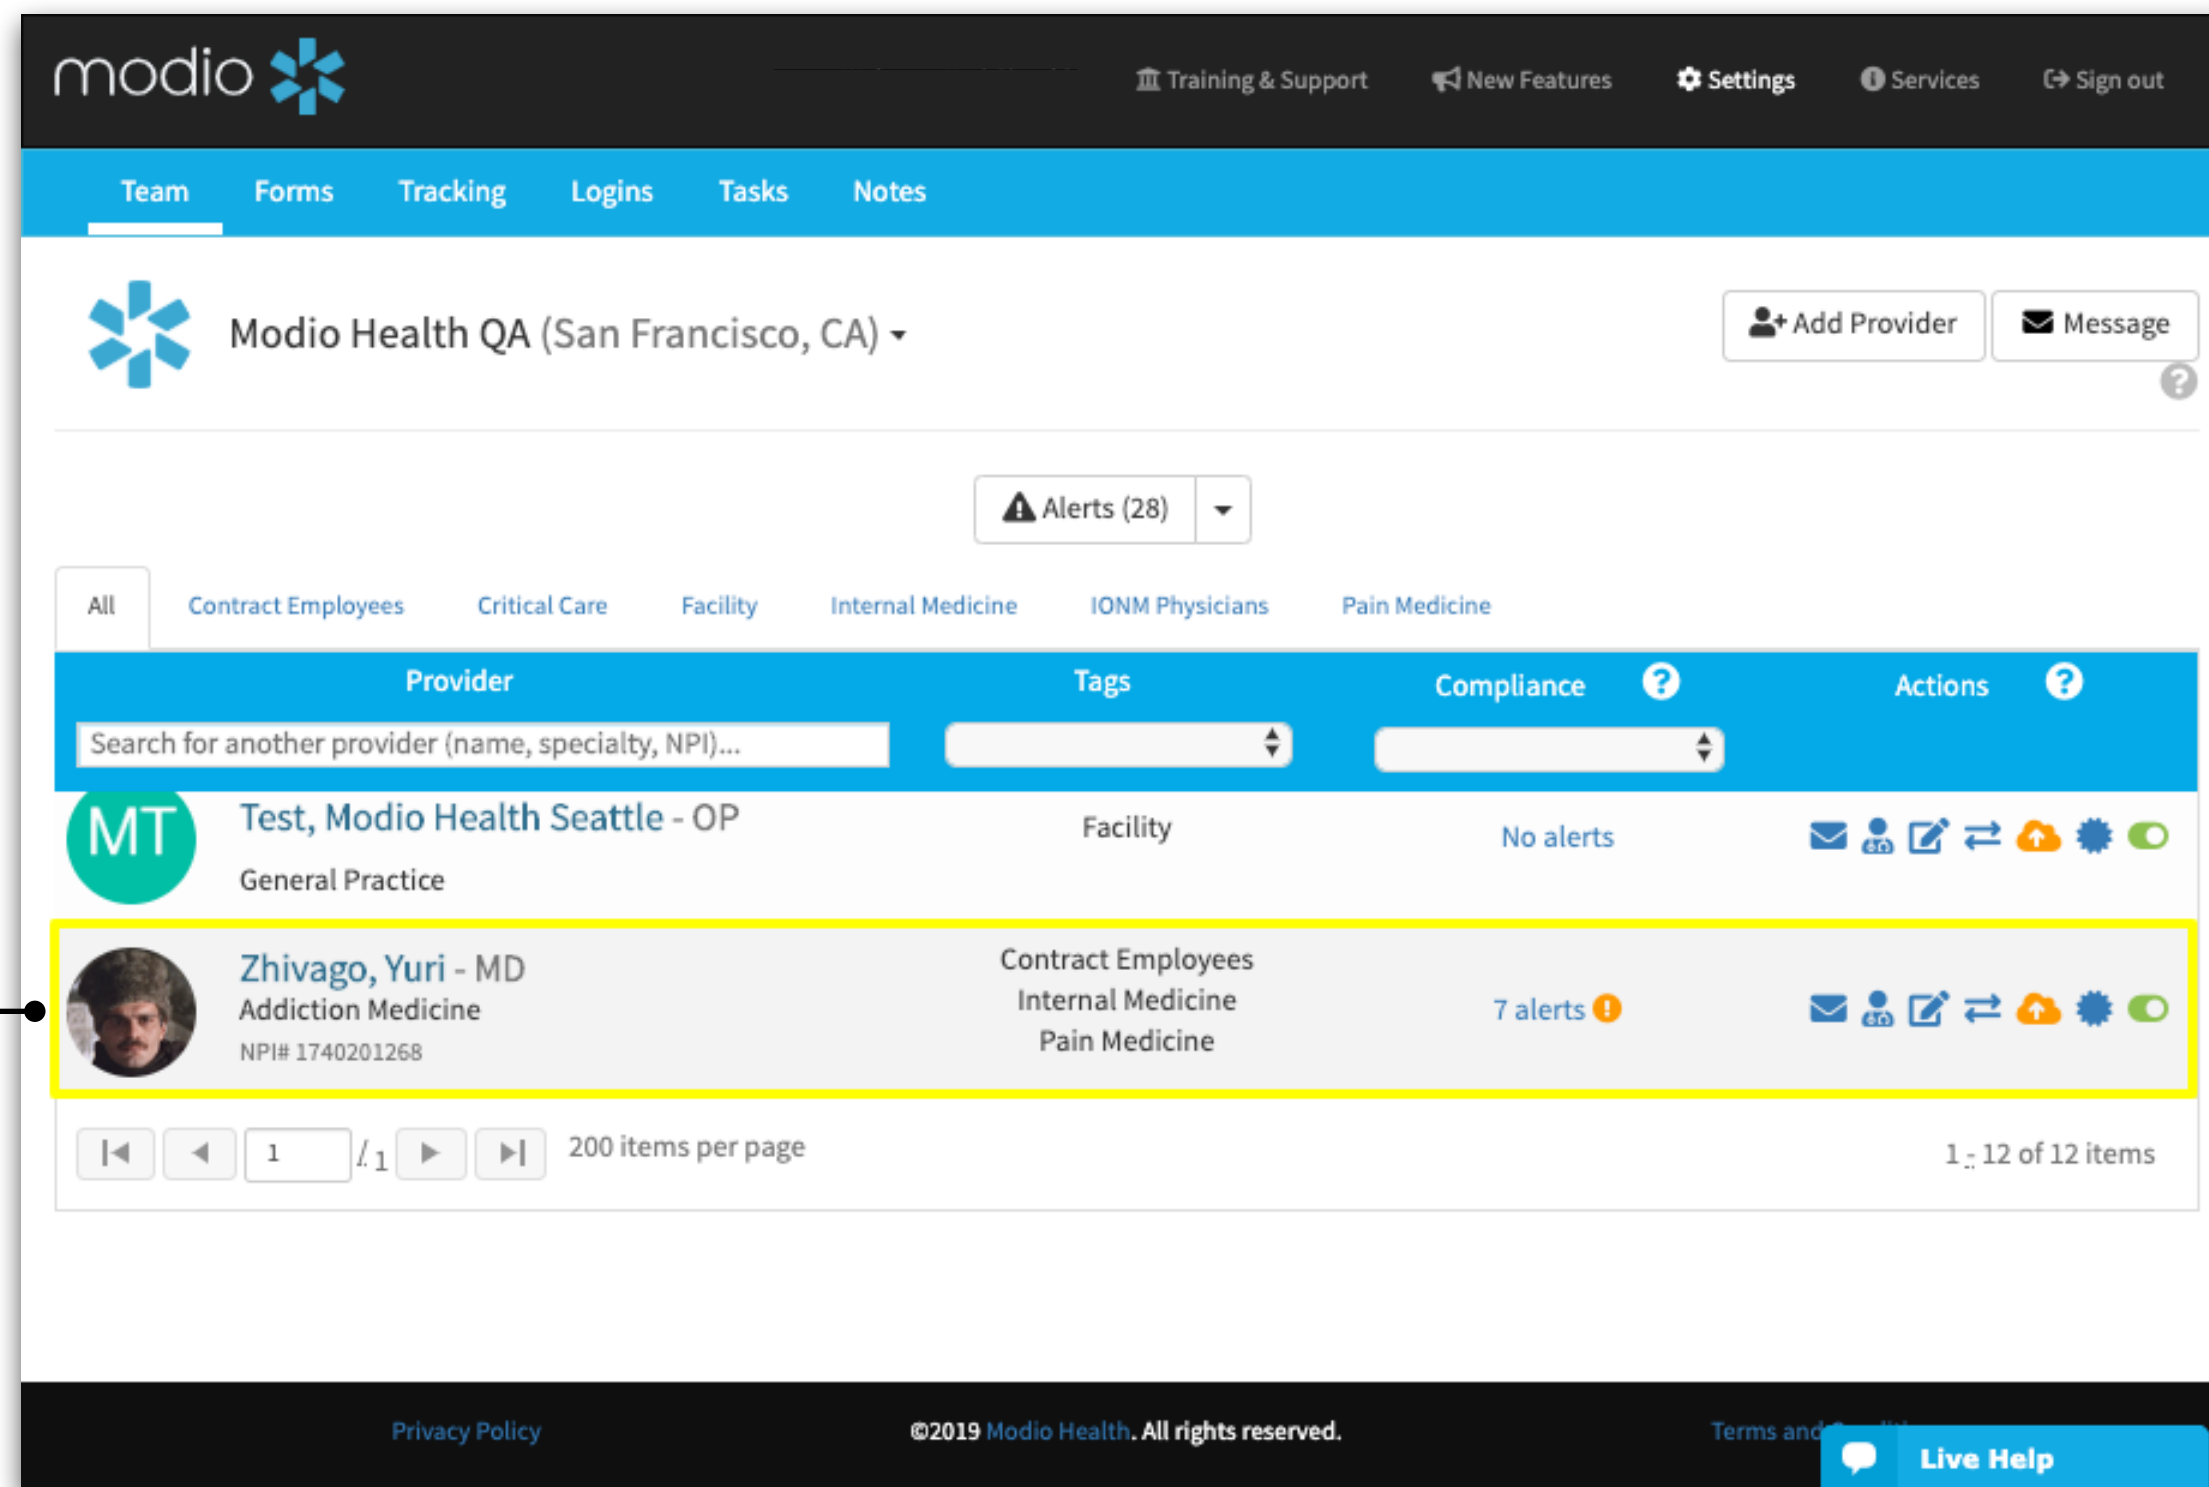 modio
Training & Support New Features Settings Services Sign out
Team Forms Tracking Logins Tasks Notes
Modio Health QA (San Francisco, CA)
Add Provider Message
Alerts (28)
All Contract Employees Critical Care Facility Internal Medicine IONM Physicians Pain Medicine
Provider Tags Compliance ? Actions ?
Search for another provider (name, specialty, NPI)...
MT Test, Modio Health Seattle - OP Facility No alerts
General Practice
Zhivago, Yuri - MD
Addiction Medicine
NPI# 1740201268
Contract Employees
Internal Medicine
Pain Medicine
7 alerts
1 / 1 200 items per page 1 - 12 of 12 items
Privacy Policy ©2019 Modio Health. All rights reserved. Terms and
Live Help